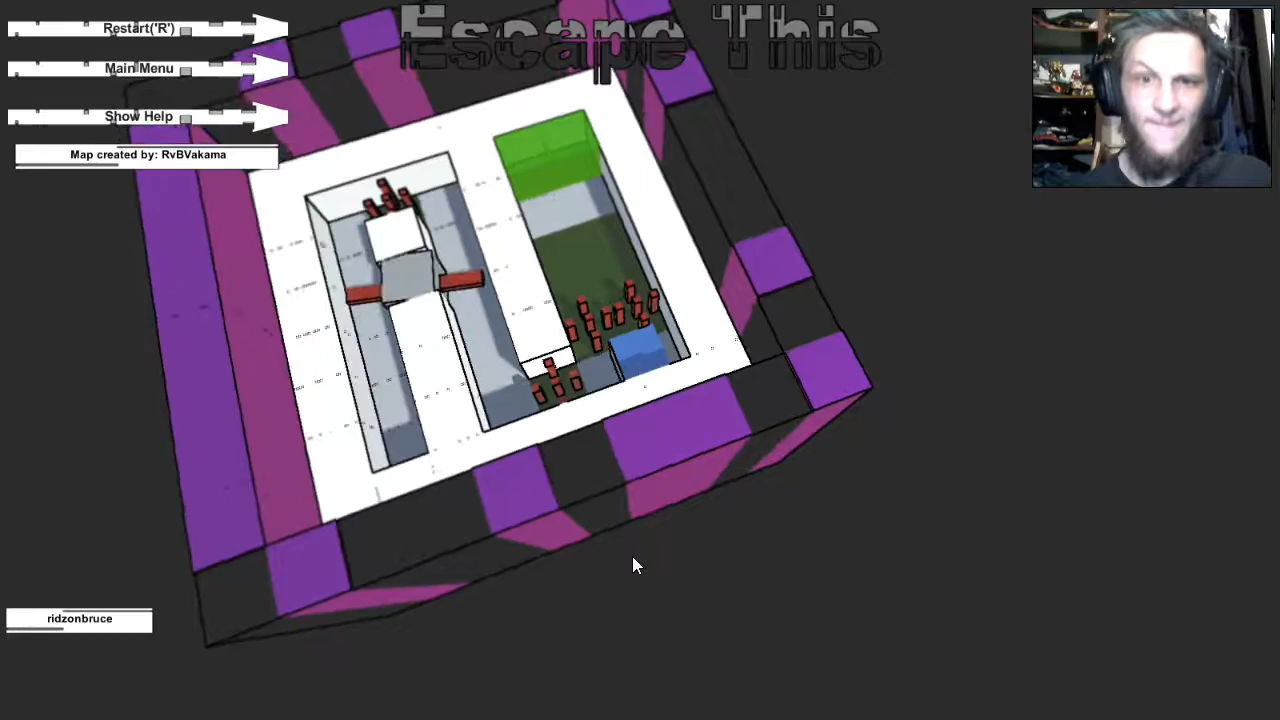 Escape This
Restart('R')
Main Menu
Show Help
Map created by: RvBVakama
ridzonbruce